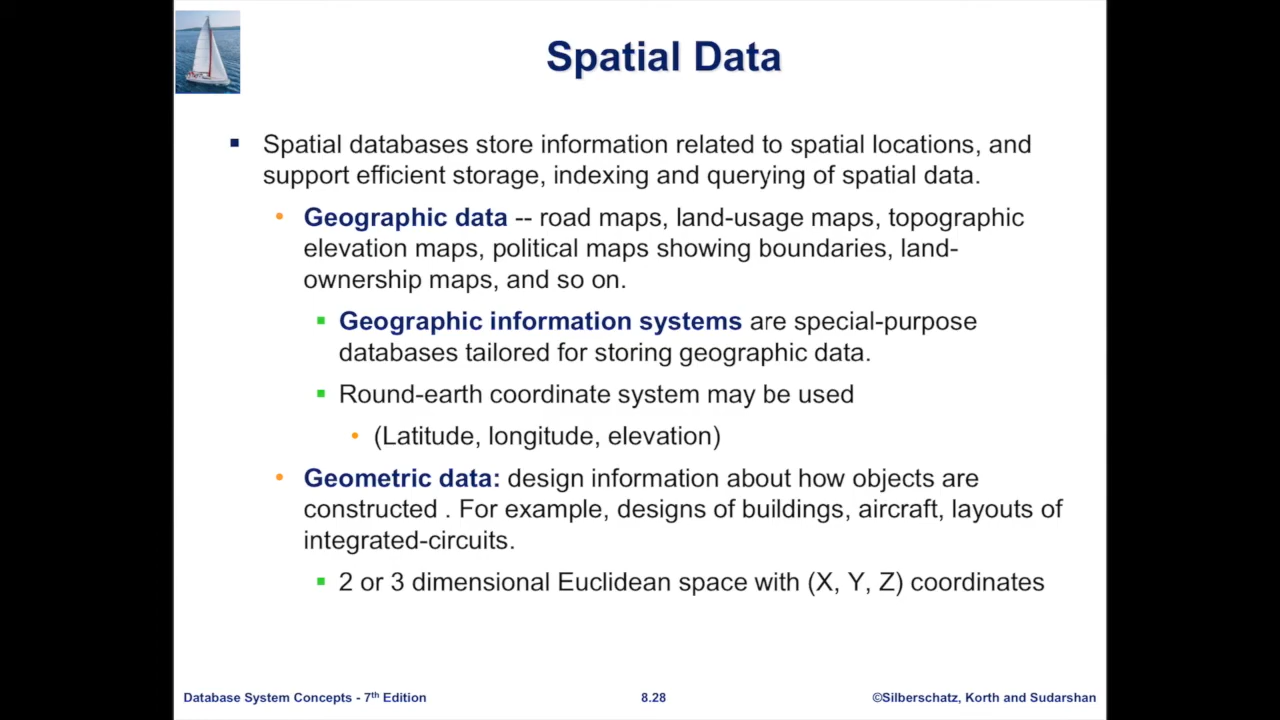 Spatial Data
Spatial databases store information related to spatial locations, and
support efficient storage, indexing and querying of spatial data.
Geographic data -- road maps, land-usage maps, topographic
elevation maps, political maps showing boundaries, land-
ownership maps, and so on.
Geographic information systems are special-purpose
databases tailored for storing geographic data.
Round-earth coordinate system may be used
(Latitude, longitude, elevation)
Geometric data: design information about how objects are
constructed . For example, designs of buildings, aircraft, layouts of
integrated-circuits.
2 or 3 dimensional Euclidean space with (X, Y, Z) coordinates
Database System Concepts - 7th Edition
8.28
©Silberschatz, Korth and Sudarshan